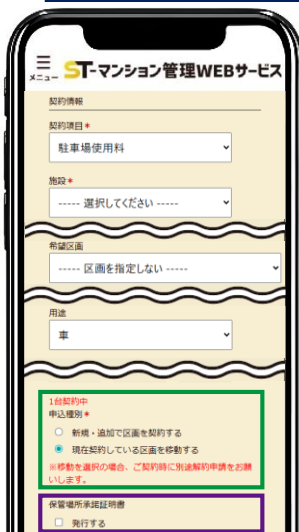 メニュー
ST-マンション管理WEBサービス
契約情報
契約項目*
駐車場使用料
施設*
----- 選択してください -----
希望区画
----- 区画を指定しない -----
用途
車
1台契約中
申込種別*
新規・追加で区画を契約する
現在契約している区画を移動する
※移動を選択の場合、ご契約時に別途解約申請をお願
いします。
保管場所承諾証明書
発行する